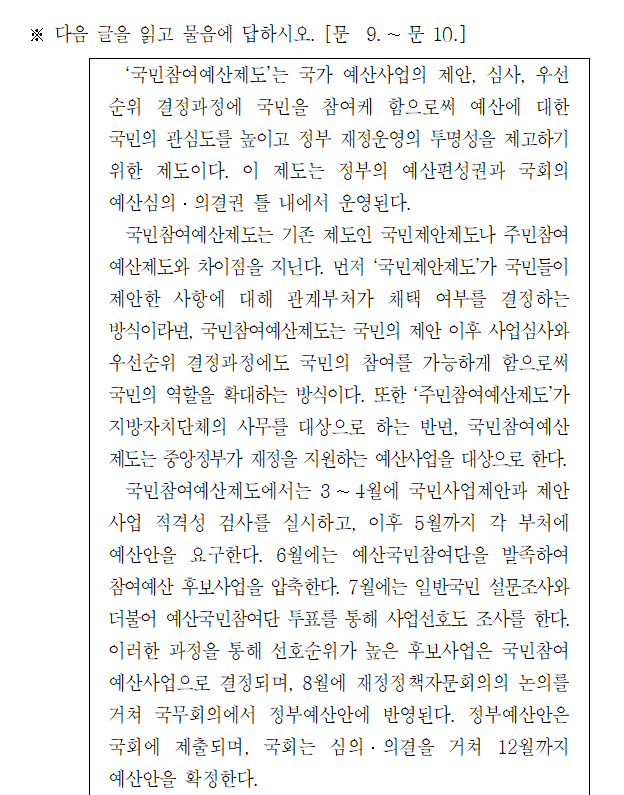 ※ 다음 글을 읽고 물음에 답하시오. [문 9. ~ 문 10.]
‘국민참여예산제도’는 국가 예산사업의 제안, 심사, 우선
순위 결정과정에 국민을 참여케 함으로써 예산에 대한
국민의 관심도를 높이고 정부 재정운영의 투명성을 제고하기
위한 제도이다. 이 제도는 정부의 예산편성권과 국회의
예산심의·의결권 틀 내에서 운영된다.
국민참여예산제도는 기존 제도인 국민제안제도나 주민참여
예산제도와 차이점을 지닌다. 먼저 ‘국민제안제도’가 국민들이
제안한 사항에 대해 관계부처가 채택 여부를 결정하는
방식이라면, 국민참여예산제도는 국민의 제안 이후 사업심사와
우선순위 결정과정에도 국민의 참여를 가능하게 함으로써
국민의 역할을 확대하는 방식이다. 또한 ‘주민참여예산제도’가
지방자치단체의 사무를 대상으로 하는 반면, 국민참여예산
제도는 중앙정부가 재정을 지원하는 예산사업을 대상으로 한다.
국민참여예산제도에서는 3 ~ 4월에 국민사업제안과 제안
사업 적격성 검사를 실시하고, 이후 5월까지 각 부처에
예산안을 요구한다. 6월에는 예산국민참여단을 발족하여
참여예산 후보사업을 압축한다. 7월에는 일반국민 설문조사와
더불어 예산국민참여단 투표를 통해 사업선호도 조사를 한다.
이러한 과정을 통해 선호순위가 높은 후보사업은 국민참여
예산사업으로 결정되며, 8월에 재정정책자문회의의 논의를
거쳐 국무회의에서 정부예산안에 반영된다. 정부예산안은
국회에 제출되며, 국회는 심의·의결을 거쳐 12월까지
예산안을 확정한다.